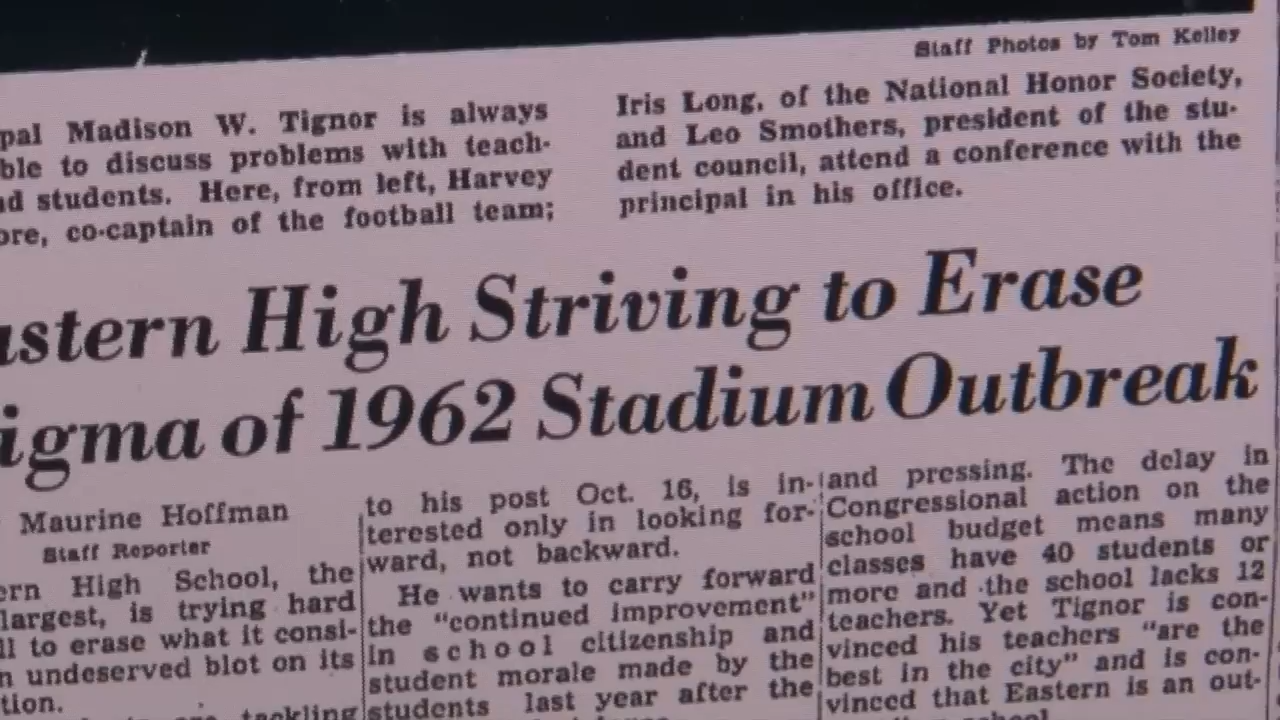 Staff Photos by Tom Kelley
pal Madison W. Tignor is always
ble to discuss problems with teach-
d students. Here, from left, Harvey
ore, co-captain of the football team;
Iris Long, of the National Honor Society,
and Leo Smothers, president of the stu-
dent council, attend a conference with the
principal in his office.
astern High Striving to Erase
igma of 1962 Stadium Outbreak
Maurine Hoffman
Staff Reporter
ern High School, the
largest, is trying hard
ll to erase what it consi-
n undeserved blot on its
tion.
tackling
to his post Oct. 16, is in-
terested only in looking for-
ward, not backward.
He wants to carry forward
the "continued improvement"
in school citizenship and
student morale made by the
students last year after the
and pressing. The delay in
Congressional action on the
school budget means many
classes have 40 students or
more and the school lacks 12
teachers. Yet Tignor is con-
vinced his teachers "are the
best in the city" and is con-
vinced that Eastern is an out-
school